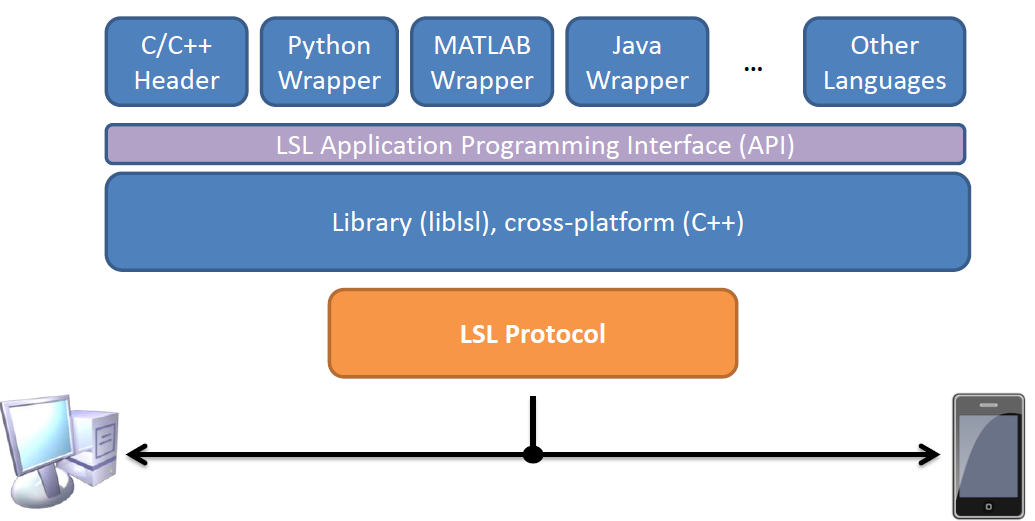 C/C++
Header
Python
Wrapper
MATLAB
Wrapper
Java
Wrapper
...
Other
Languages
LSL Application Programming Interface (API)
Library (liblsl), cross-platform (C++)
LSL Protocol